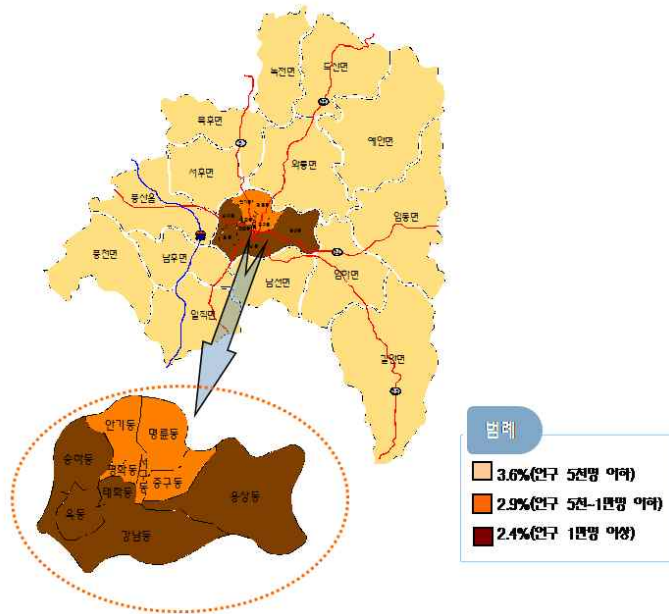 녹전면
도산면
북후면
예안면
와룡면
서후면
풍산읍
임동면
풍천면
남후면
임하면
남선면
일직면
길안면
안기동
명륜동
송하동
평화동
서구동
태화동
중구동
용상동
옥동
강남동
범례
3.6%(인구 5천명 이하)
2.9%(인구 5천~1만명 이하)
2.4%(인구 1만명 이상)